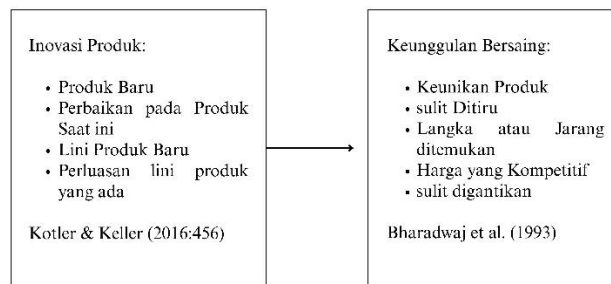 Inovasi Produk:
• Produk Baru
• Perbaikan pada Produk
Saat ini
• Lini Produk Baru
• Perluasan lini produk
yang ada
Kotler & Keller (2016:456)
Keunggulan Bersaing:
• Keunikan Produk
• sulit Ditiru
• Langka atau Jarang
ditemukan
• Harga yang Kompetitif
• sulit digantikan
Bharadwaj et al. (1993)